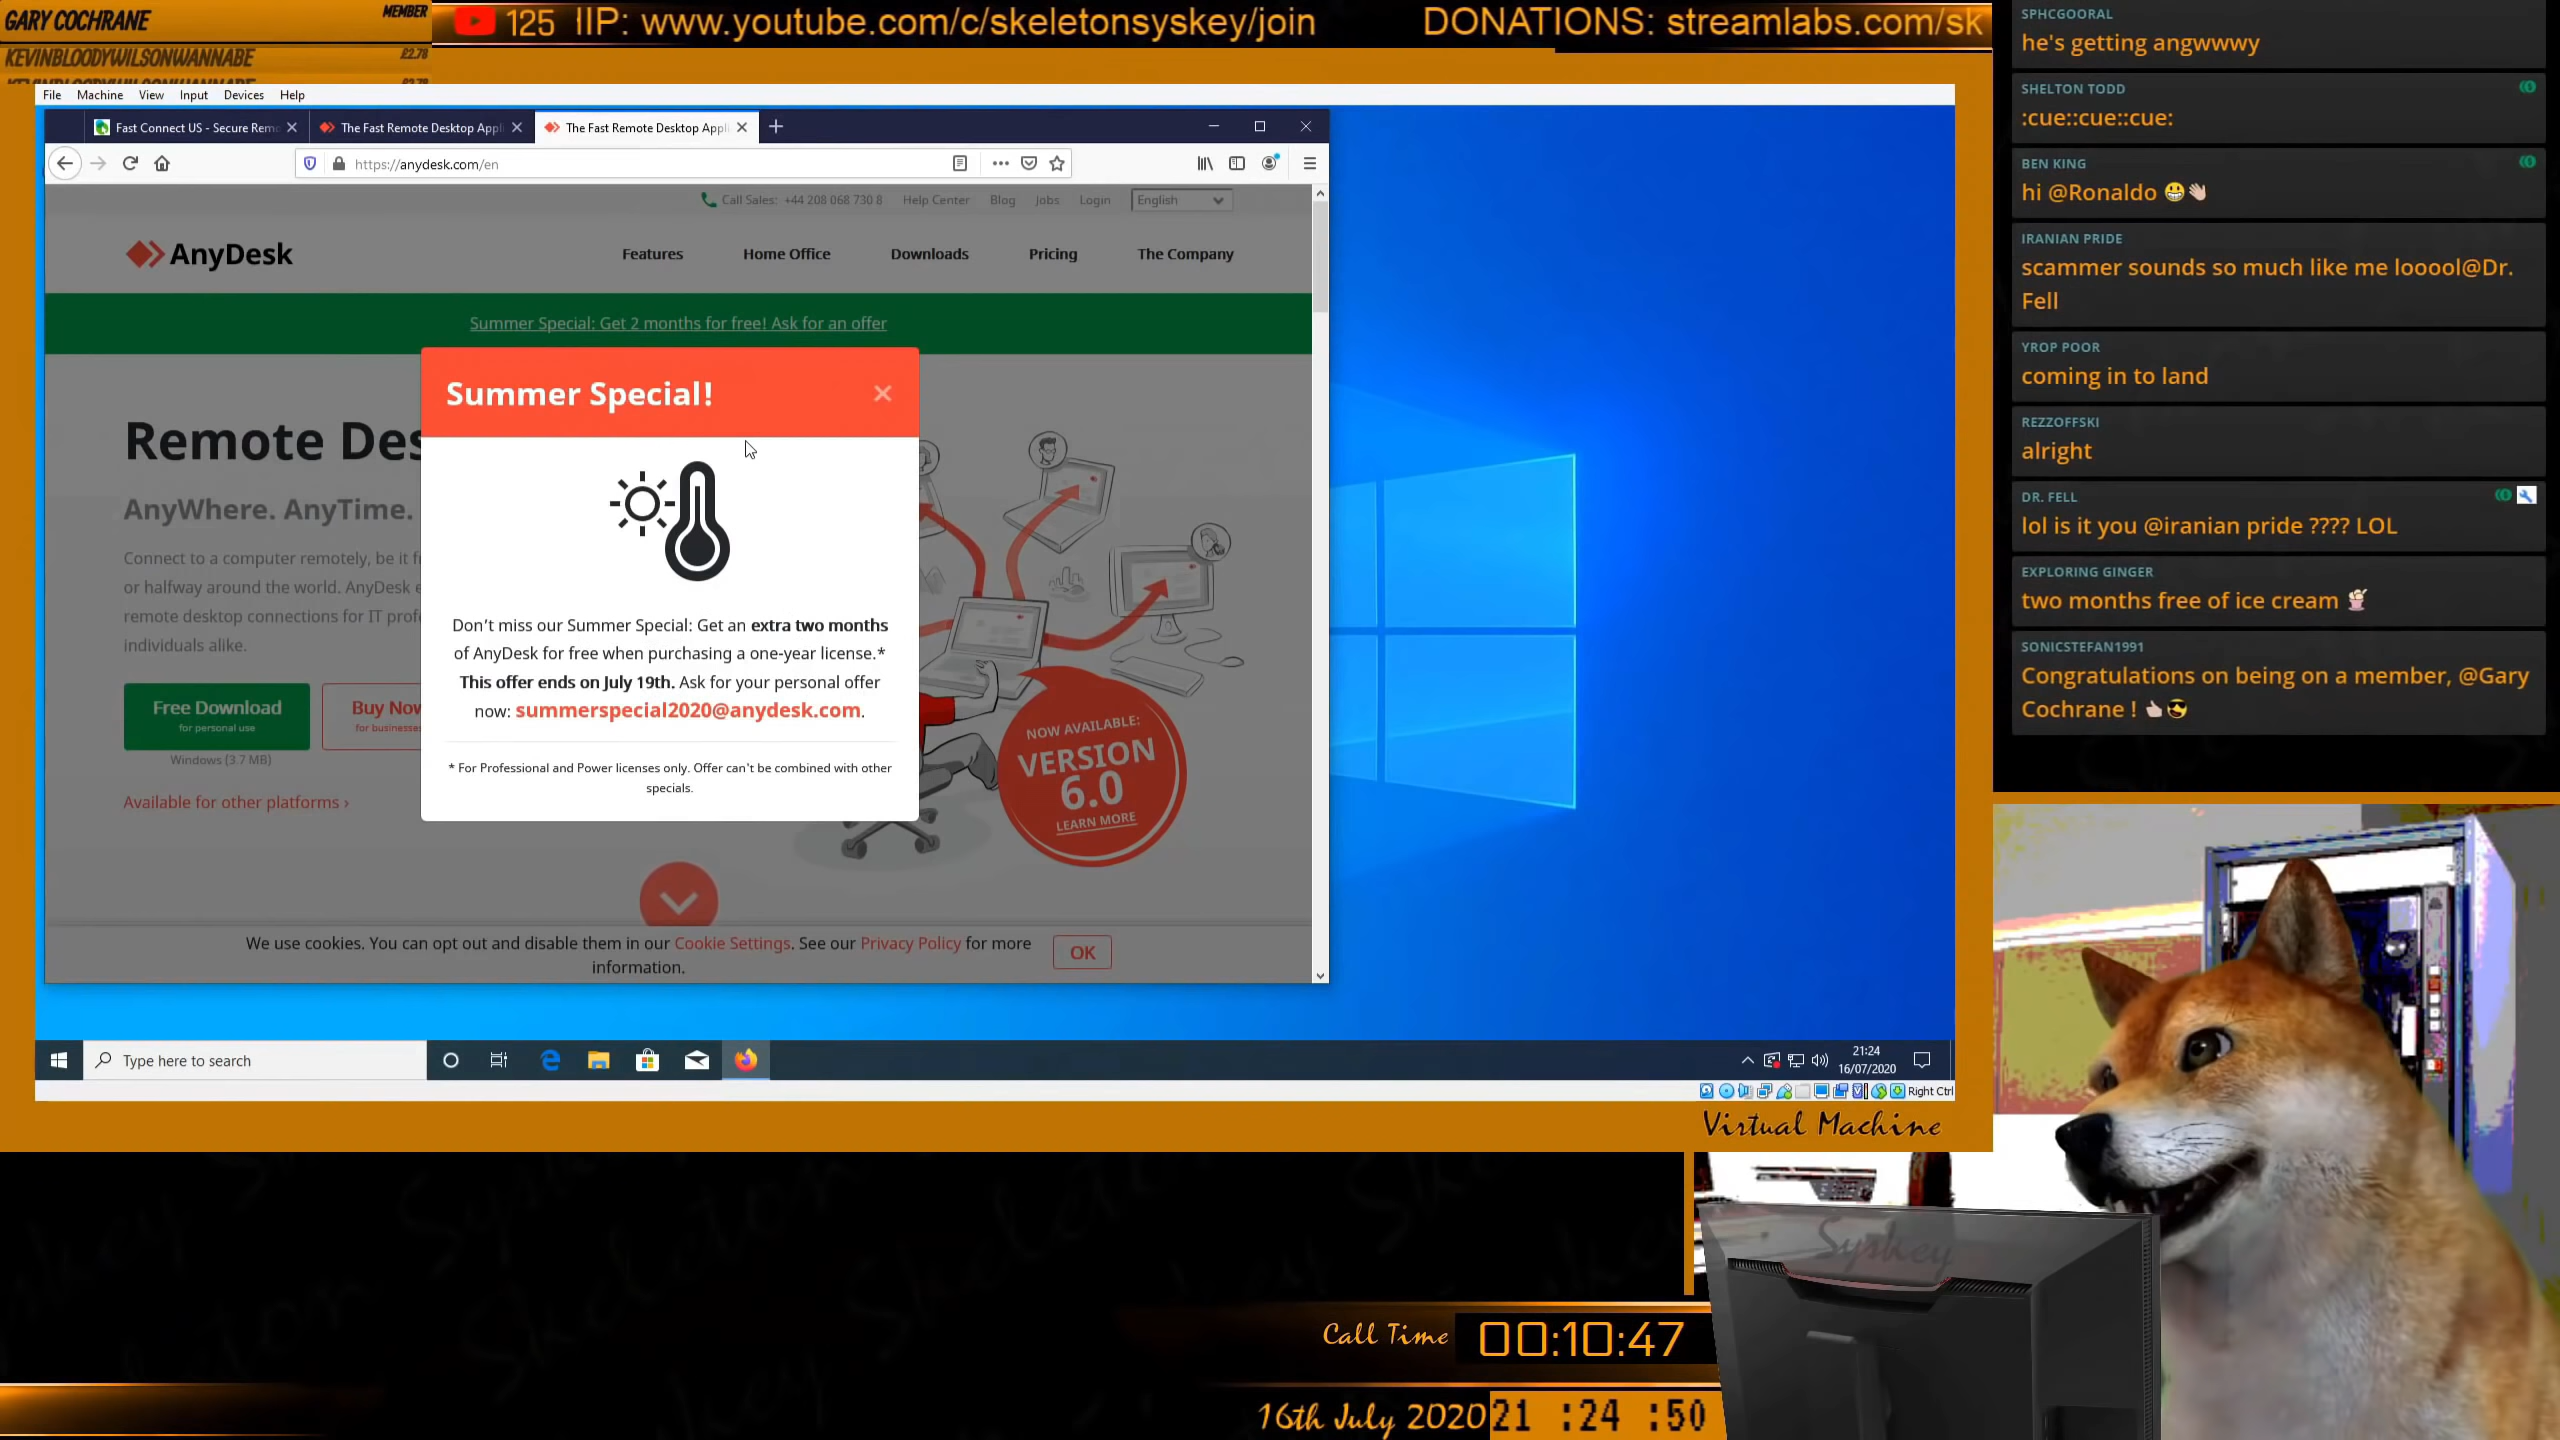 GARY COCHRANE MEMBER
KEVINBLOODYWILSONWANNABE £2.78
125 IIP: www.youtube.com/c/skeletonsyskey/join DONATIONS: streamlabs.com/sk
File Machine View Input Devices Help
Fast Connect US - Secure Remo The Fast Remote Desktop Appli The Fast Remote Desktop Appli
https://anydesk.com/en
Call Sales: +44 208 068 730 8 Help Center Blog Jobs Login English
AnyDesk Features Home Office Downloads Pricing The Company
Summer Special: Get 2 months for free! Ask for an offer
Remote Des
AnyWhere. AnyTime.
Connect to a computer remotely, be it f
or halfway around the world. AnyDesk e
remote desktop connections for IT prof
individuals alike.
Free Download
for personal use
Buy Now
for businesses
Windows (3.7 MB)
Available for other platforms ›
Summer Special!
Don't miss our Summer Special: Get an extra two months
of AnyDesk for free when purchasing a one-year license.*
This offer ends on July 19th. Ask for your personal offer
now: summerspecial2020@anydesk.com.
* For Professional and Power licenses only. Offer can't be combined with other
specials.
NOW AVAILABLE:
VERSION
6.0
LEARN MORE
We use cookies. You can opt out and disable them in our Cookie Settings. See our Privacy Policy for more
information.
OK
Type here to search
21:24
16/07/2020
Right Ctrl
Virtual Machine
SPHCGOORAL
he's getting angwwwy
SHELTON TODD
:cue::cue::cue:
BEN KING
hi @Ronaldo 😀👋🏻
IRANIAN PRIDE
scammer sounds so much like me looool@Dr.
Fell
YROP POOR
coming in to land
REZZOFFSKI
alright
DR. FELL
lol is it you @iranian pride ???? LOL
EXPLORING GINGER
two months free of ice cream 🍨
SONICSTEFAN1991
Congratulations on being on a member, @Gary
Cochrane ! 👍🏻😎
Syskey
Call Time 00:10:47
16th July 2020 21 :24 :50